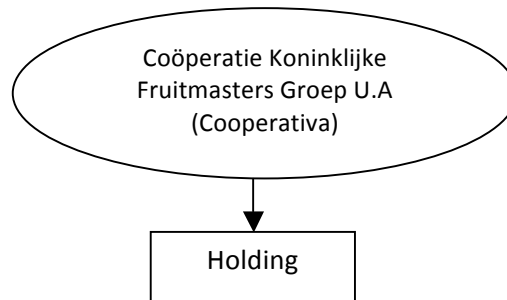 Coöperatie Koninklijke
Fruitmasters Groep U.A
(Cooperativa)
Holding